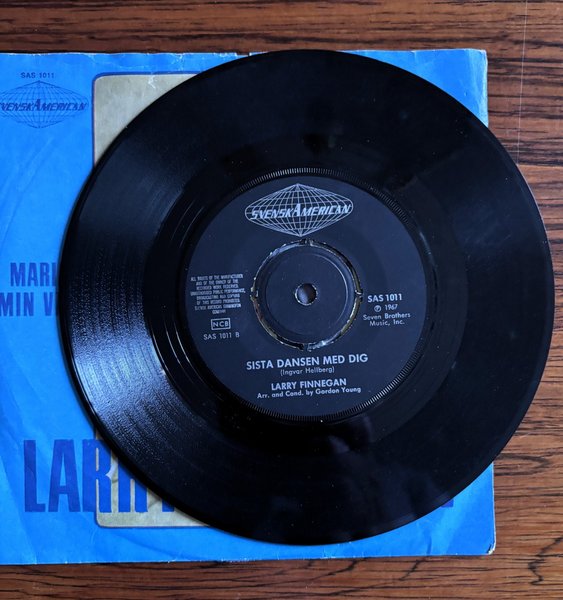 SAS 1011
SVENSKAMERICAN
MARI
MIN V
LARR
SVENSKAMERICAN
ALL RIGHTS OF THE MANUFACTURER
AND OF THE OWNER OF THE
RECORDED WORK RESERVED.
UNAUTHORISED PUBLIC PERFORMANCE,
BROADCASTING AND COPYING
OF THIS RECORD PROHIBITED
NCB
SAS 1011 B
SAS 1011
℗ 1967
Seven Brothers
Music, Inc.
SISTA DANSEN MED DIG
(Ingvar Hellberg)
LARRY FINNEGAN
Arr. and Cond. by Gordon Young